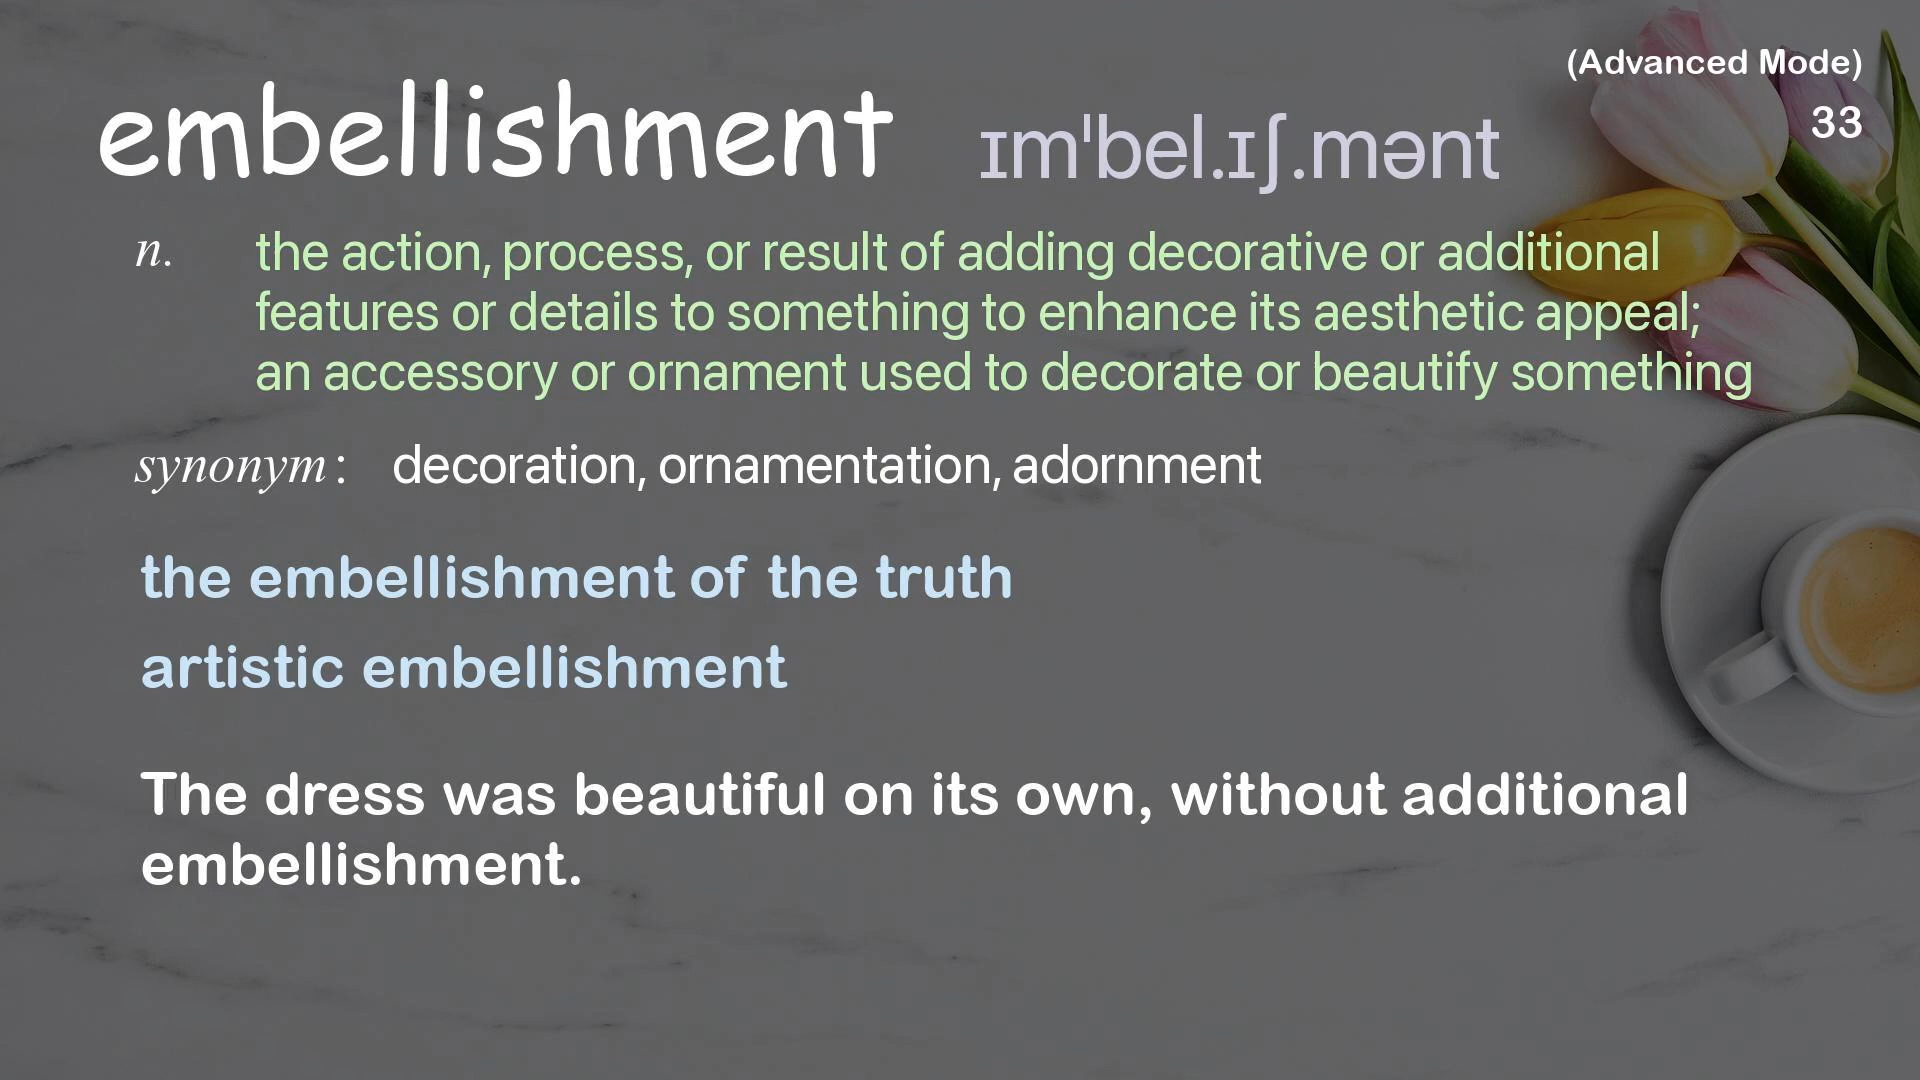 (Advanced Mode)
embellishment ɪmˈbel.ɪʃ.mənt 33
n. the action, process, or result of adding decorative or additional
features or details to something to enhance its aesthetic appeal;
an accessory or ornament used to decorate or beautify something
synonym : decoration, ornamentation, adornment
the embellishment of the truth
artistic embellishment
The dress was beautiful on its own, without additional
embellishment.